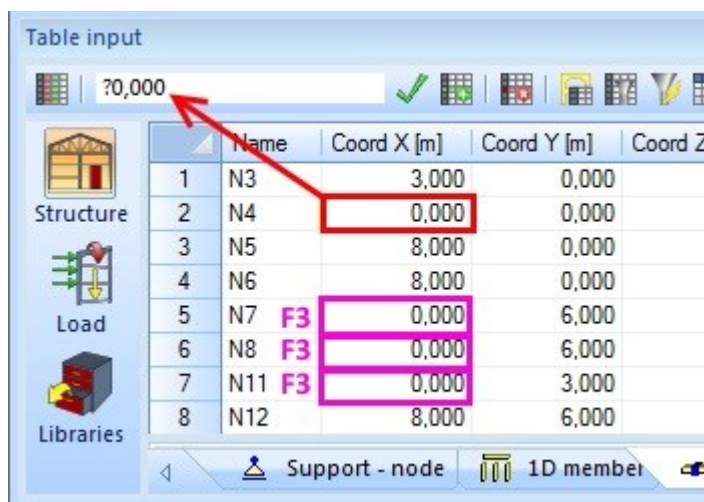 Table input
?0,000
Name Coord X [m] Coord Y [m] Coord Z
1 N3 3,000 0,000
2 N4 0,000 0,000
Structure
3 N5 8,000 0,000
4 N6 8,000 0,000
5 N7 F3 0,000 6,000
Load
6 N8 F3 0,000 6,000
7 N11 F3 0,000 3,000
8 N12 8,000 6,000
Libraries
Support - node 1D member